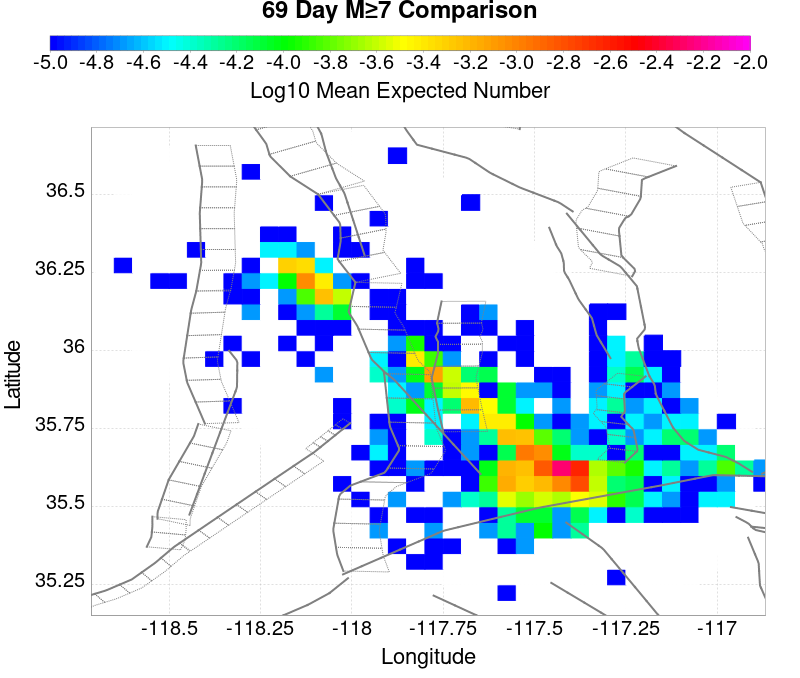 69 Day M≥7 Comparison
-5.0 -4.8 -4.6 -4.4 -4.2 -4.0 -3.8 -3.6 -3.4 -3.2 -3.0 -2.8 -2.6 -2.4 -2.2 -2.0
Log10 Mean Expected Number
36.5
36.25
36
35.75
35.5
35.25
Latitude
-118.5 -118.25 -118 -117.75 -117.5 -117.25 -117
Longitude